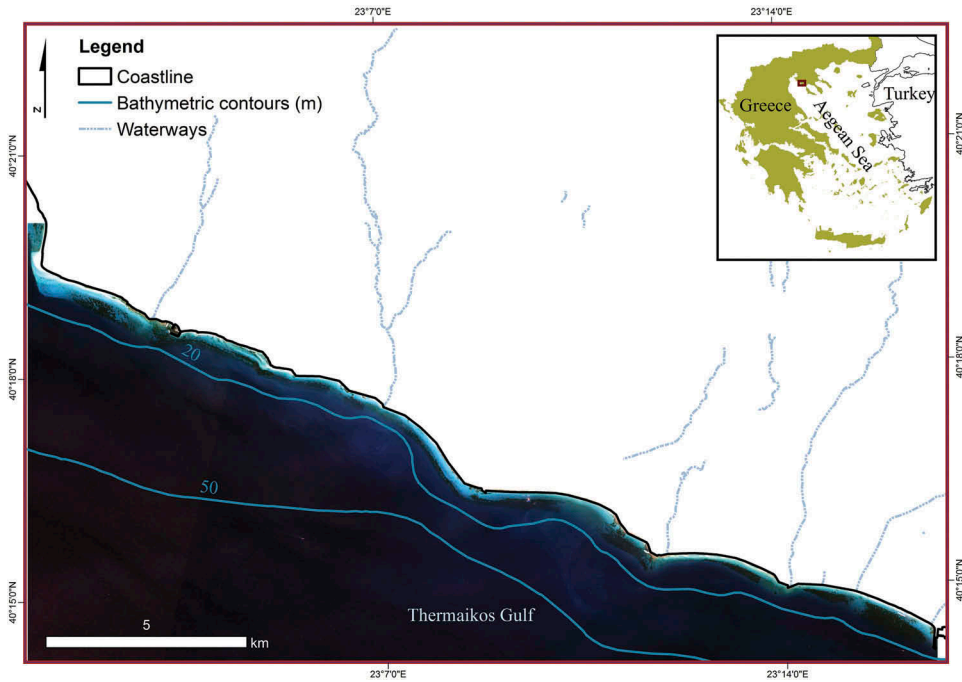 23°7'0"E
23°14'0"E
Legend
Coastline
Bathymetric contours (m)
Waterways
N
Greece
Turkey
Aegean Sea
40°21'0"N
40°21'0"N
20
40°18'0"N
40°18'0"N
50
Thermaikos Gulf
40°15'0"N
40°15'0"N
5
km
23°7'0"E
23°14'0"E